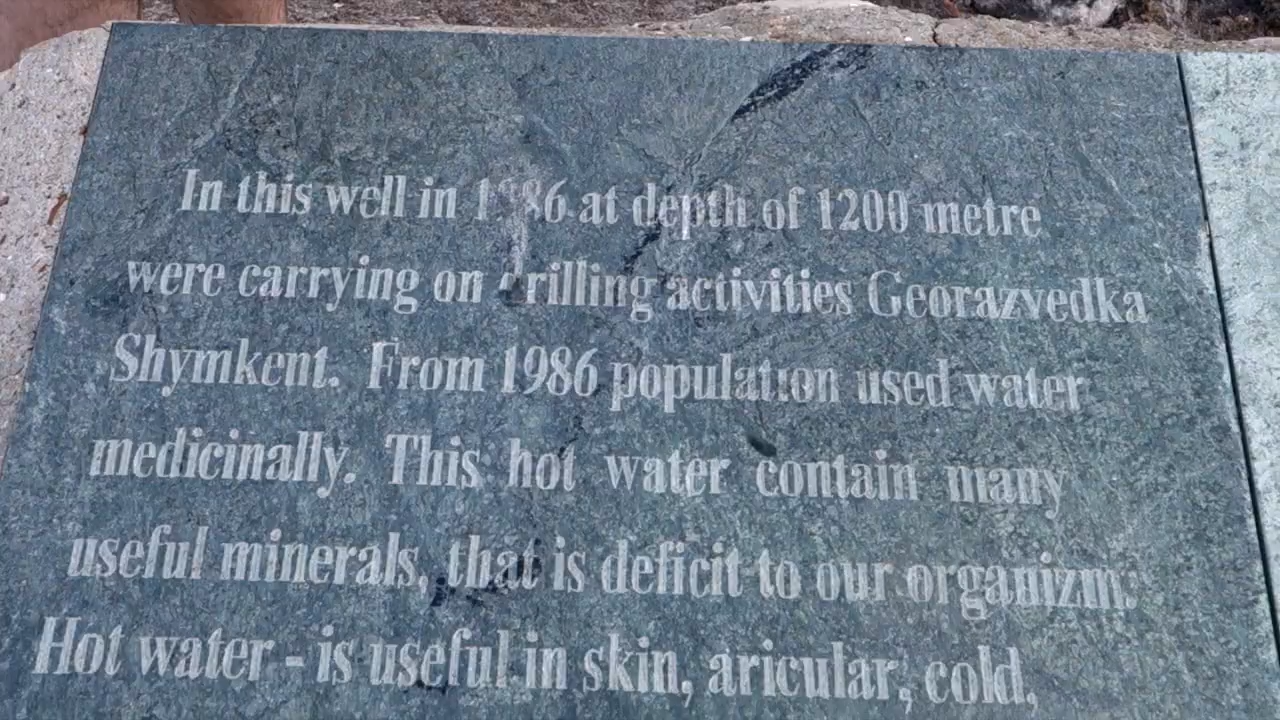 In this well in 1986 at depth of 1200 metre
were carrying on drilling activities Georazvedka
Shymkent. From 1986 population used water
medicinally. This hot water contain many
useful minerals, that is deficit to our organizm.
Hot water - is useful in skin, aricular, cold,